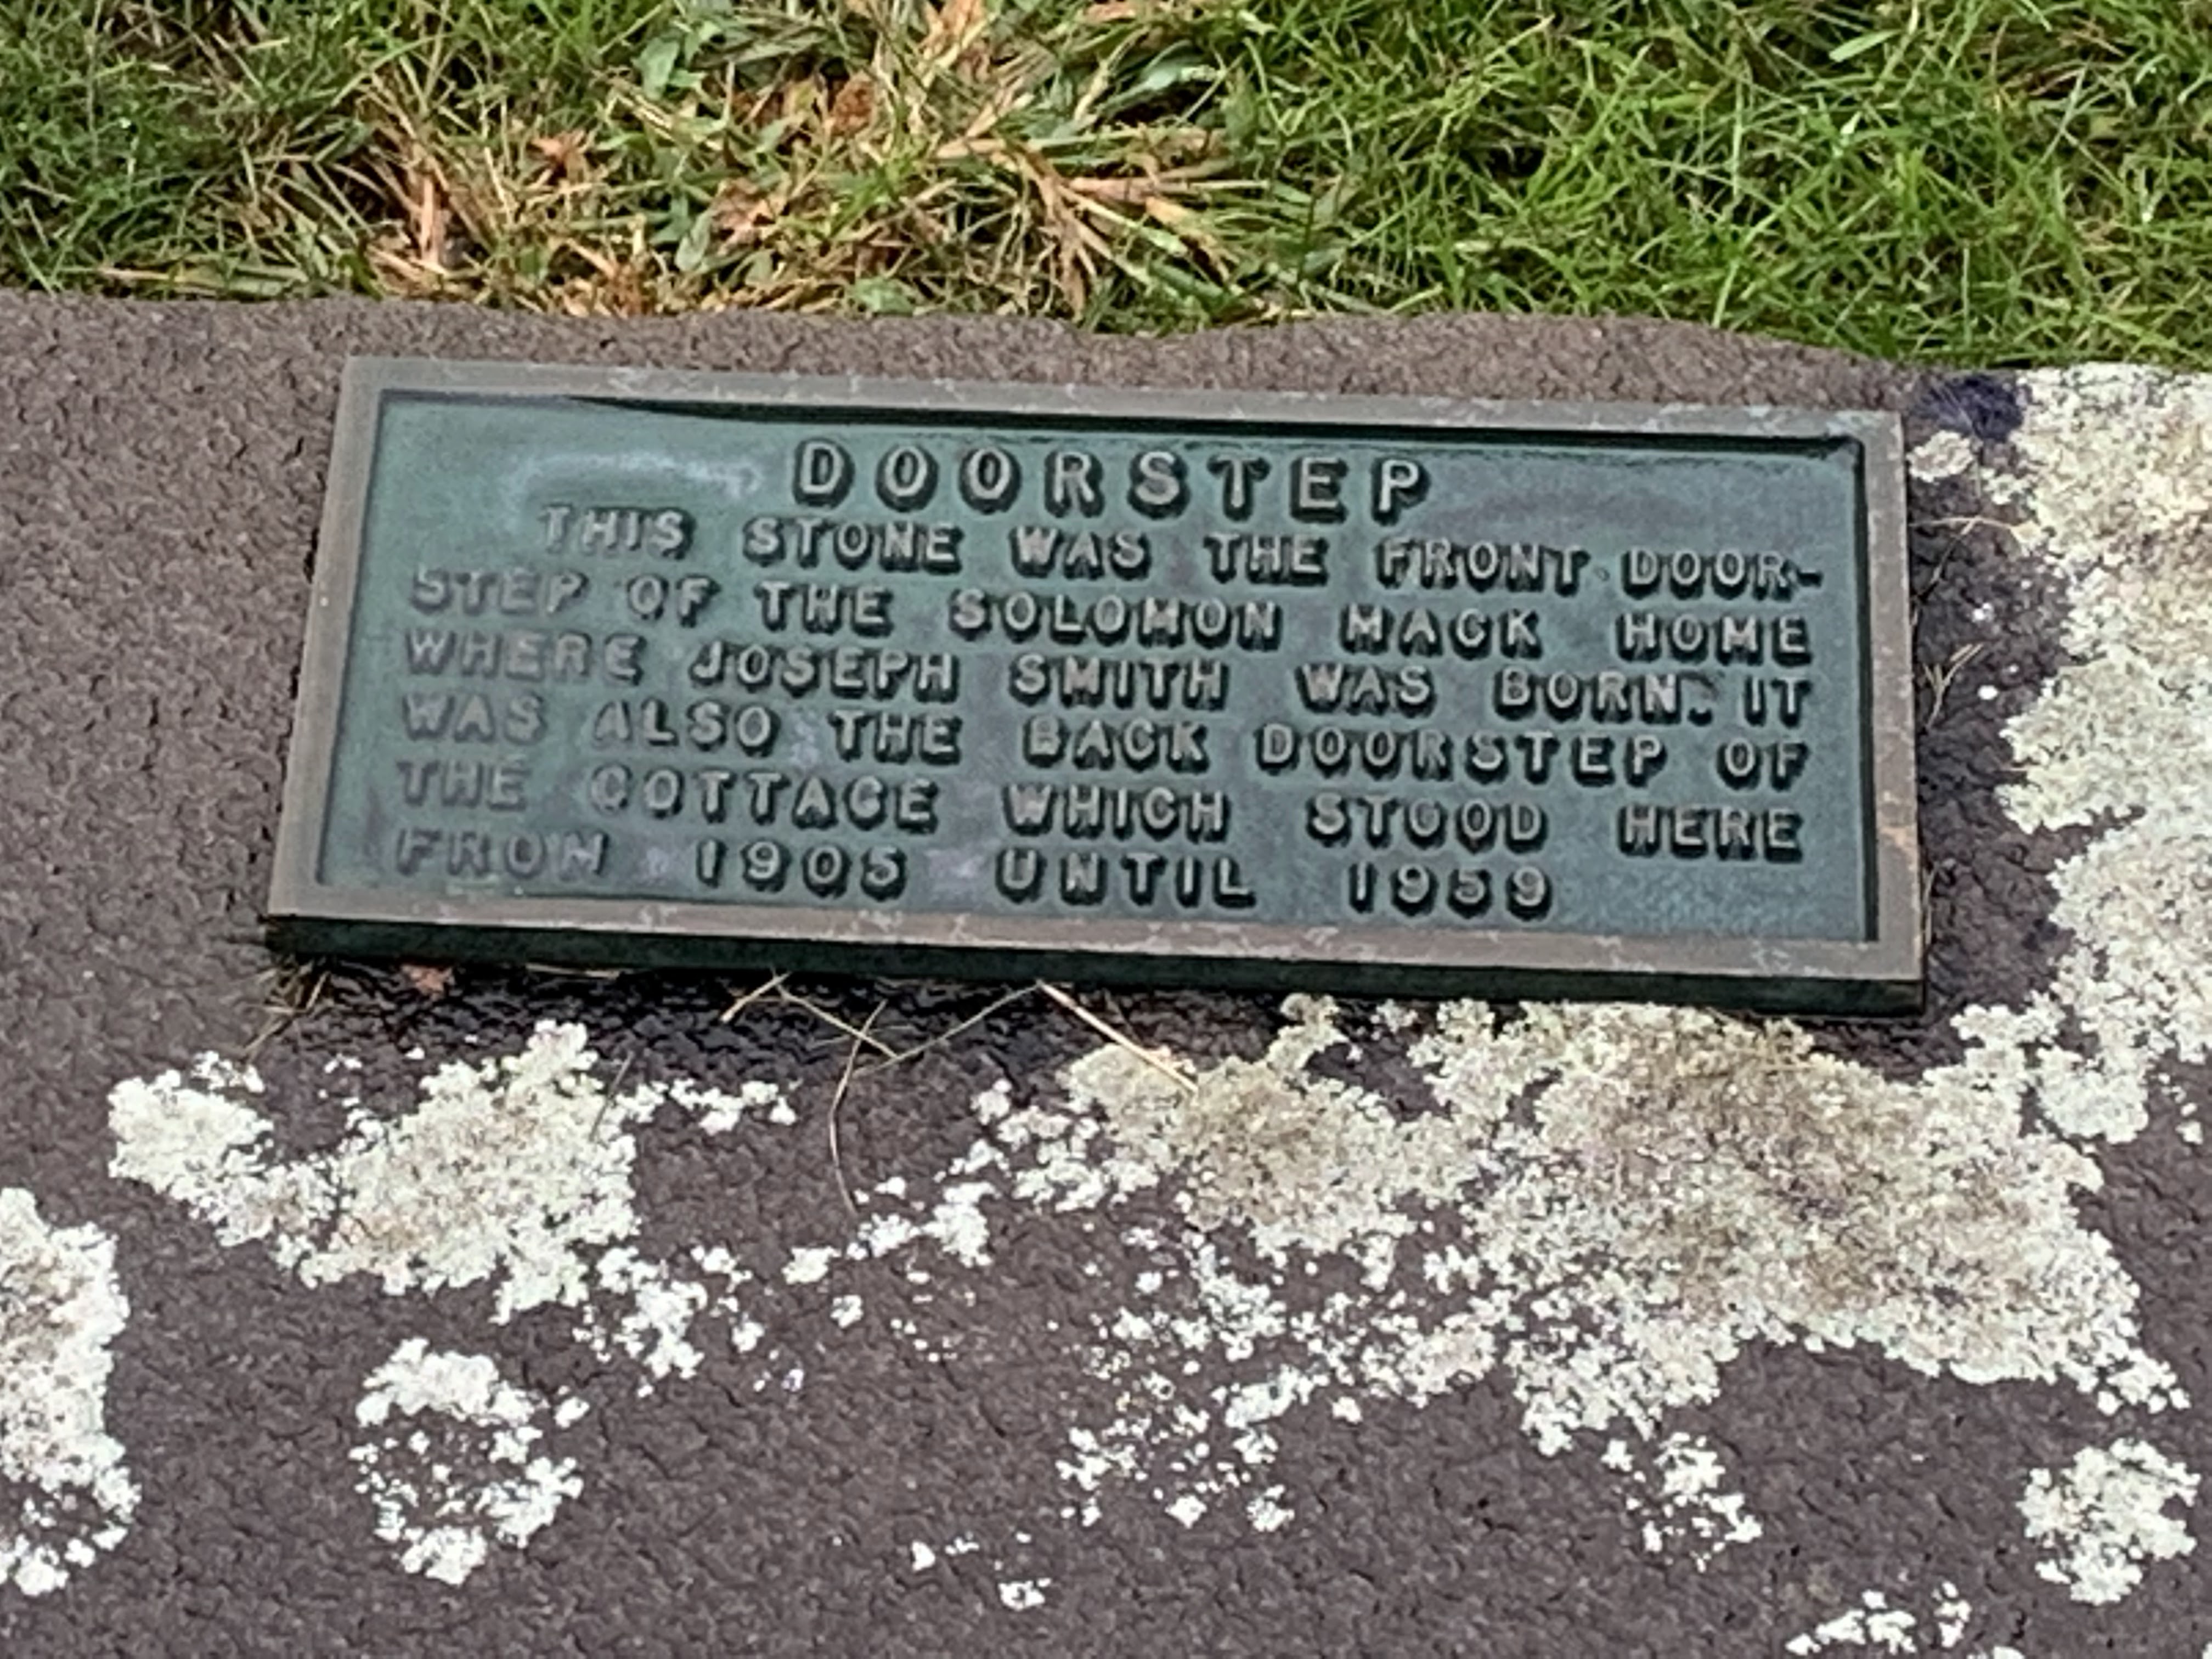 DOORSTEP
THIS STONE WAS THE FRONT DOOR-
STEP OF THE SOLOMON MACK HOME
WHERE JOSEPH SMITH WAS BORN. IT
WAS ALSO THE BACK DOORSTEP OF
THE COTTAGE WHICH STOOD HERE
FROM 1905 UNTIL 1959